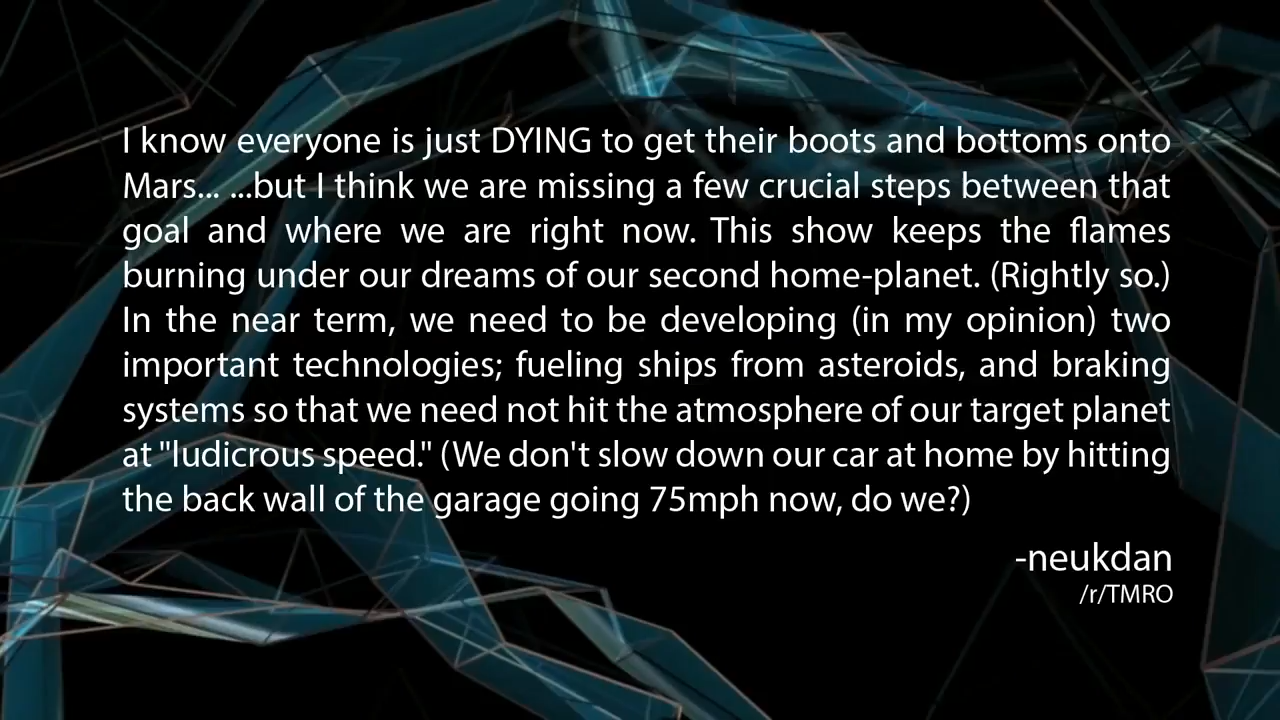 I know everyone is just DYING to get their boots and bottoms onto
Mars... ...but I think we are missing a few crucial steps between that
goal and where we are right now. This show keeps the flames
burning under our dreams of our second home-planet. (Rightly so.)
In the near term, we need to be developing (in my opinion) two
important technologies; fueling ships from asteroids, and braking
systems so that we need not hit the atmosphere of our target planet
at "ludicrous speed." (We don't slow down our car at home by hitting
the back wall of the garage going 75mph now, do we?)
-neukdan
/r/TMRO